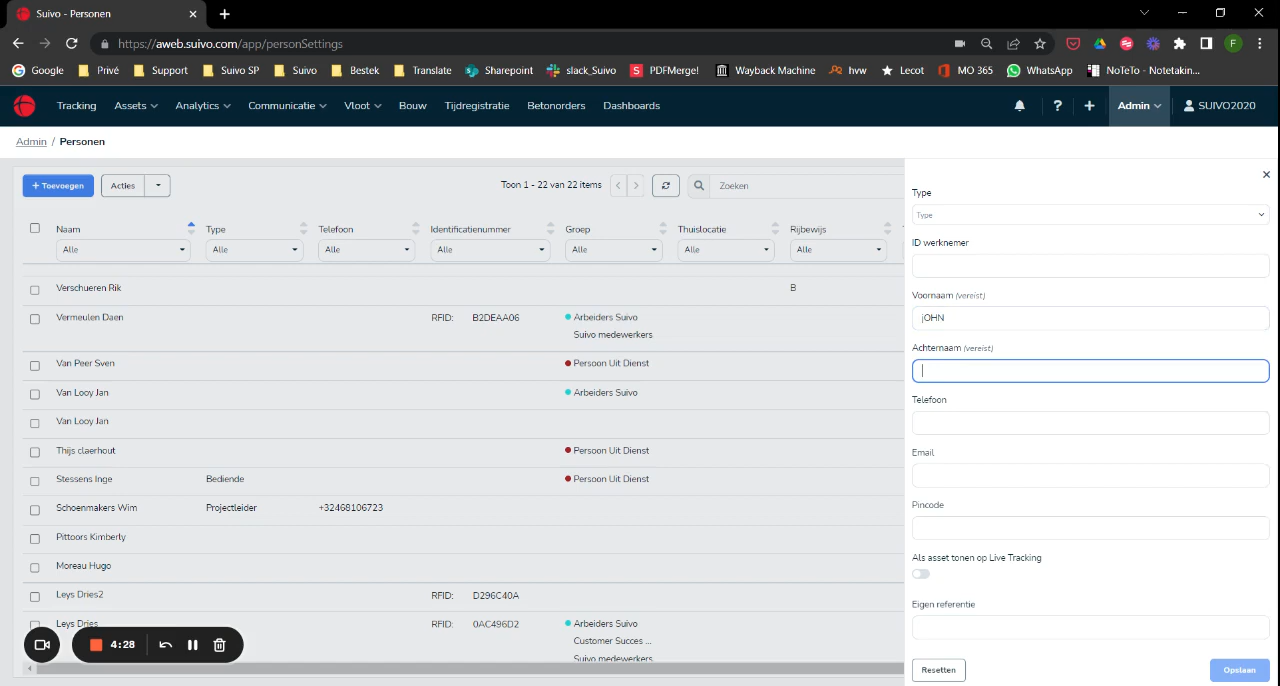 Suivo - Personen
https://aweb.suivo.com/app/personSettings
F
Google Privé Support Suivo SP Suivo Bestek Translate Sharepoint slack_Suivo PDFMerge! Wayback Machine hvw Lecot MO 365 WhatsApp NoTeTo - Notetakin...
Tracking Assets Analytics Communicatie Vloot Bouw Tijdregistratie Betonorders Dashboards ? + Admin SUIVO2020
Admin / Personen
+ Toevoegen Acties Toon 1 - 22 van 22 items Zoeken
Naam Type Telefoon Identificatienummer Groep Thuislocatie Rijbewijs
Alle Alle Alle Alle Alle Alle Alle
Verschueren Rik B
Vermeulen Daen RFID: B2DEAA06 Arbeiders Suivo
Suivo medewerkers
Van Peer Sven Persoon Uit Dienst
Van Looy Jan Arbeiders Suivo
Van Looy Jan
Thijs claerhout Persoon Uit Dienst
Stessens Inge Bediende Persoon Uit Dienst
Schoenmakers Wim Projectleider +32468106723
Pittoors Kimberly
Moreau Hugo
Leys Dries2 RFID: D296C40A
Leys Dries RFID: 0AC496D2 Arbeiders Suivo
Customer Succes ...
Suivo medewerkers
4:28
Type
Type
ID werknemer
Voornaam (vereist)
jOHN
Achternaam (vereist)
Telefoon
Email
Pincode
Als asset tonen op Live Tracking
Eigen referentie
Resetten Opslaan